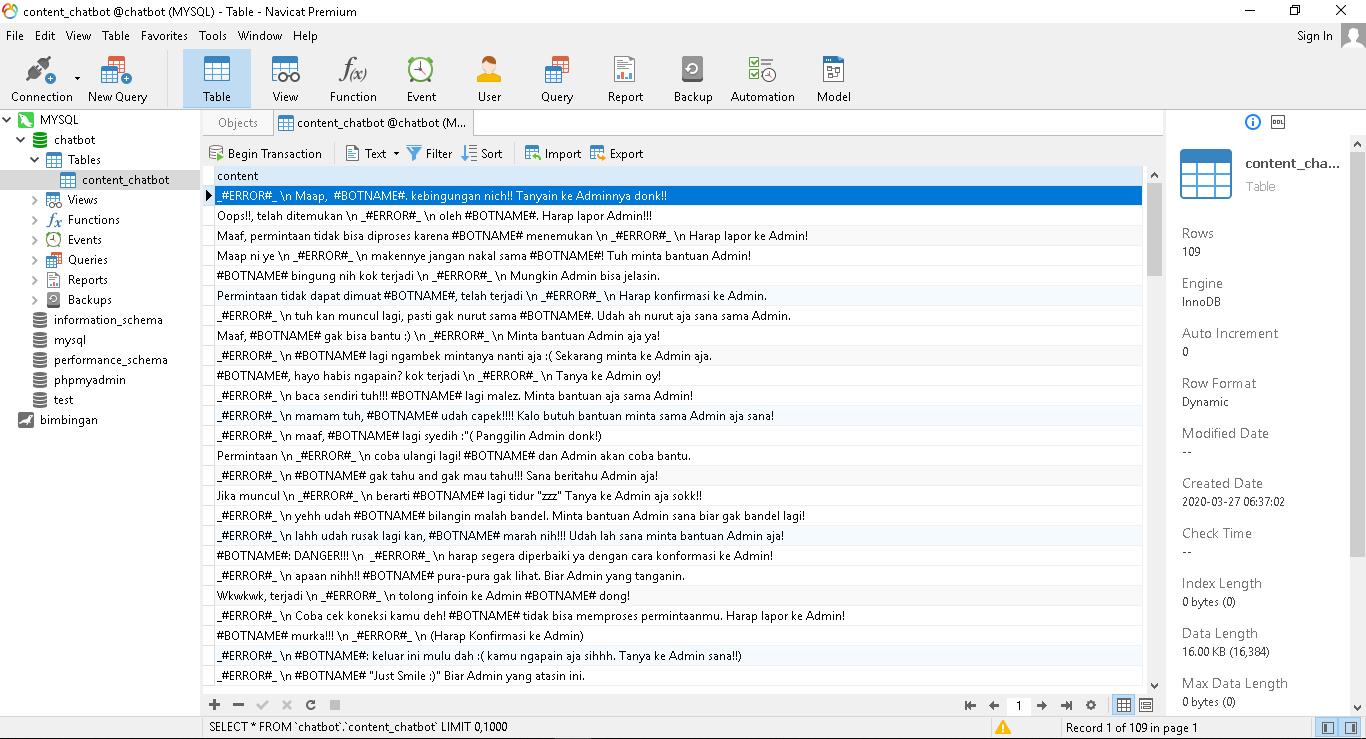 content_chatbot @chatbot (MYSQL) - Table - Navicat Premium
File Edit View Table Favorites Tools Window Help
Sign In
Connection New Query Table View Function Event User Query Report Backup Automation Model
MYSQL
chatbot
Tables
content_chatbot
Views
Functions
Events
Queries
Reports
Backups
information_schema
mysql
performance_schema
phpmyadmin
test
bimbingan
Objects content_chatbot @chatbot (M...
Begin Transaction Text Filter Sort Import Export
content
_#ERROR#_ \n Maap,  #BOTNAME#. kebingungan nich!! Tanyain ke Adminnya donk!!
Oops!!, telah ditemukan \n _#ERROR#_ \n oleh #BOTNAME#. Harap lapor Admin!!!
Maaf, permintaan tidak bisa diproses karena #BOTNAME# menemukan \n _#ERROR#_ \n Harap lapor ke Admin!
Maap ni ye \n _#ERROR#_ \n makennye jangan nakal sama #BOTNAME#! Tuh minta bantuan Admin!
#BOTNAME# bingung nih kok terjadi \n _#ERROR#_ \n Mungkin Admin bisa jelasin.
Permintaan tidak dapat dimuat #BOTNAME#, telah terjadi \n _#ERROR#_ \n Harap konfirmasi ke Admin.
_#ERROR#_ \n tuh kan muncul lagi, pasti gak nurut sama #BOTNAME#. Udah ah nurut aja sana sama Admin.
Maaf, #BOTNAME# gak bisa bantu :) \n _#ERROR#_ \n Minta bantuan Admin aja ya!
_#ERROR#_ \n #BOTNAME# lagi ngambek mintanya nanti aja :( Sekarang minta ke Admin aja.
#BOTNAME#, hayo habis ngapain? kok terjadi \n _#ERROR#_ \n Tanya ke Admin oy!
_#ERROR#_ \n baca sendiri tuh!!! #BOTNAME# lagi malez. Minta bantuan aja sama Admin!
_#ERROR#_ \n mamam tuh, #BOTNAME# udah capek!!!! Kalo butuh bantuan minta sama Admin aja sana!
_#ERROR#_ \n maaf, #BOTNAME# lagi syedih :"( Panggilin Admin donk!)
Permintaan \n _#ERROR#_ \n coba ulangi lagi! #BOTNAME# dan Admin akan coba bantu.
_#ERROR#_ \n #BOTNAME# gak tahu and gak mau tahu!!! Sana beritahu Admin aja!
Jika muncul \n _#ERROR#_ \n berarti #BOTNAME# lagi tidur "zzz" Tanya ke Admin aja sokk!!
_#ERROR#_ \n yehh udah #BOTNAME# bilangin malah bandel. Minta bantuan Admin sana biar gak bandel lagi!
_#ERROR#_ \n lahh udah rusak lagi kan, #BOTNAME# marah nih!!! Udah lah sana minta bantuan Admin aja!
#BOTNAME#: DANGER!!! \n  _#ERROR#_ \n harap segera diperbaiki ya dengan cara konformasi ke Admin!
_#ERROR#_ \n apaan nihh!! #BOTNAME# pura-pura gak lihat. Biar Admin yang tanganin.
Wkwkwk, terjadi \n _#ERROR#_ \n tolong infoin ke Admin #BOTNAME# dong!
_#ERROR#_ \n Coba cek koneksi kamu deh! #BOTNAME# tidak bisa memproses permintaanmu. Harap lapor ke Admin!
#BOTNAME# murka!!! \n _#ERROR#_ \n (Harap Konfirmasi ke Admin)
_#ERROR#_ \n #BOTNAME#: keluar ini mulu dah :( kamu ngapain aja sihhh. Tanya ke Admin sana!!)
_#ERROR#_ \n #BOTNAME# "Just Smile :)" Biar Admin yang atasin ini.
1
SELECT * FROM `chatbot`.`content_chatbot` LIMIT 0,1000
Record 1 of 109 in page 1
DDL
content_cha...
Table
Rows
109
Engine
InnoDB
Auto Increment
0
Row Format
Dynamic
Modified Date
--
Created Date
2020-03-27 06:37:02
Check Time
--
Index Length
0 bytes (0)
Data Length
16.00 KB (16,384)
Max Data Length
0 bytes (0)